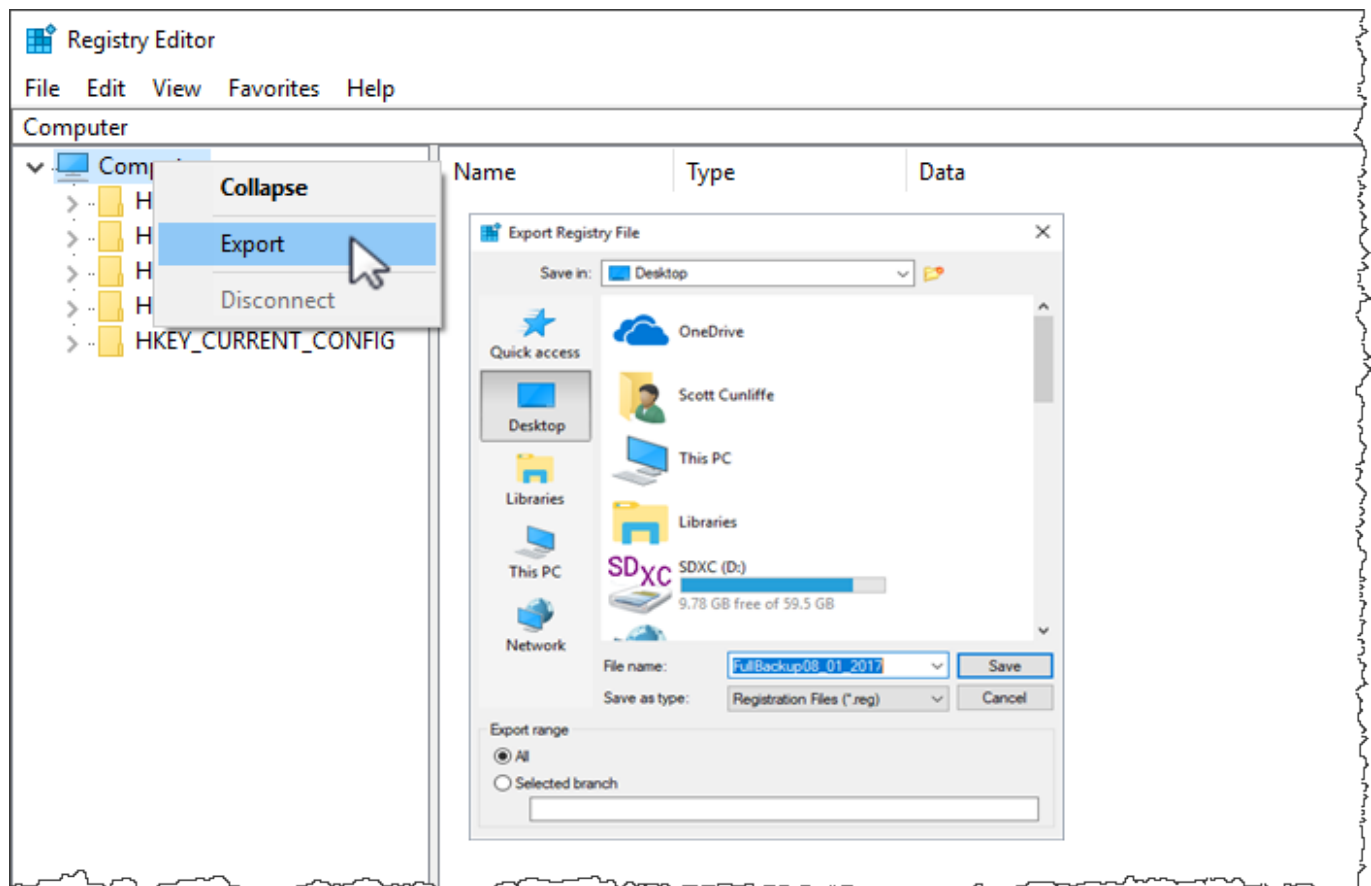 Registry Editor
File Edit View Favorites Help
Computer
Name Type Data
Collapse
Export
Disconnect
H
H
H
H
HKEY_CURRENT_CONFIG
Export Registry File
Save in: Desktop
Quick access
Desktop
Libraries
This PC
Network
OneDrive
Scott Cunliffe
This PC
Libraries
SDXC SDXC (D:)
9.78 GB free of 59.5 GB
File name: FullBackup08_01_2017 Save
Save as type: Registration Files (*.reg) Cancel
Export range
All
Selected branch